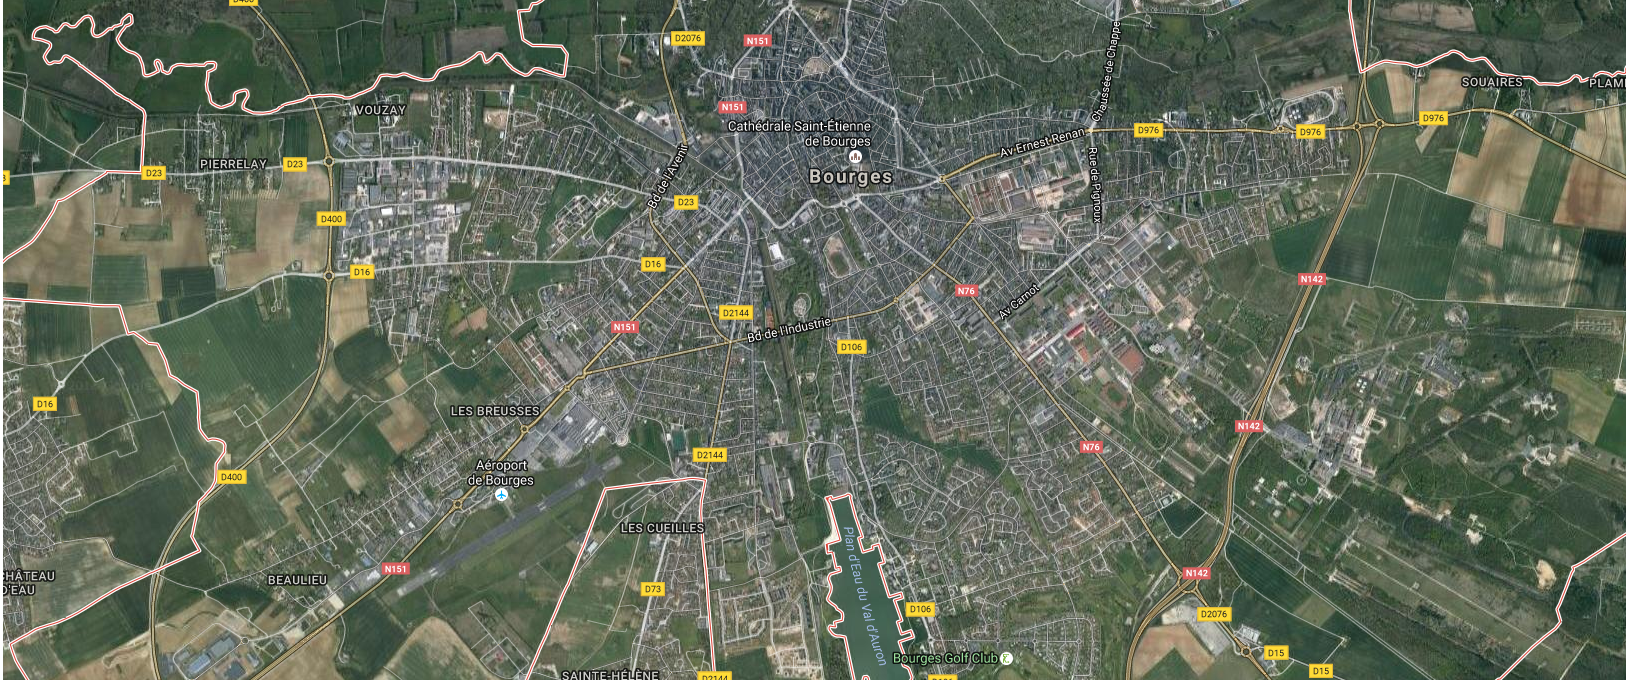 D400
D2076
N151
Chaussée de Chappe
SOUAIRES
VOUZAY
N151
D976
Cathédrale Saint-Étienne
de Bourges
Av Ernest-Renan
D976
D976
PIERRELAY
D23
D23
Bourges
Bd de l'Avenir
Rue de Pignoux
D23
D400
D16
D16
N142
N76
Av Carnot
D2144
N151
Bd de l'Industrie
D106
D16
LES BREUSSES
N142
N76
D2144
Aéroport
de Bourges
D400
LES CUEILLES
Plan d'Eau du Val d'Auron
N151
N142
CHÂTEAU
D'EAU
BEAULIEU
D73
D106
D2076
D15
Bourges Golf Club
D15
SAINTE-HÉLÈNE
D2144